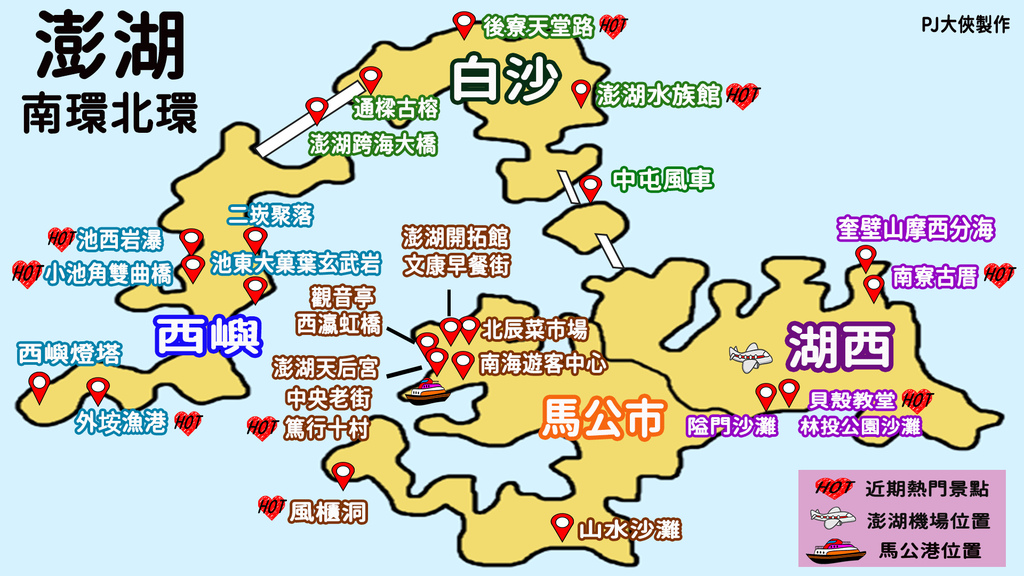 澎湖
南環北環
PJ大俠製作
後寮天堂路 HOT
白沙
通樑古榕
澎湖水族館 HOT
澎湖跨海大橋
中屯風車
二崁聚落
HOT 池西岩瀑
HOT 小池角雙曲橋
池東大菓葉玄武岩
西嶼
西嶼燈塔
外垵漁港 HOT
澎湖開拓館
文康早餐街
觀音亭
西瀛虹橋
北辰菜市場
南海遊客中心
澎湖天后宮
中央老街
HOT 篤行十村
馬公市
HOT 風櫃洞
山水沙灘
奎壁山摩西分海
南寮古厝 HOT
湖西
貝殼教堂 HOT
隘門沙灘
林投公園沙灘
HOT 近期熱門景點
澎湖機場位置
馬公港位置